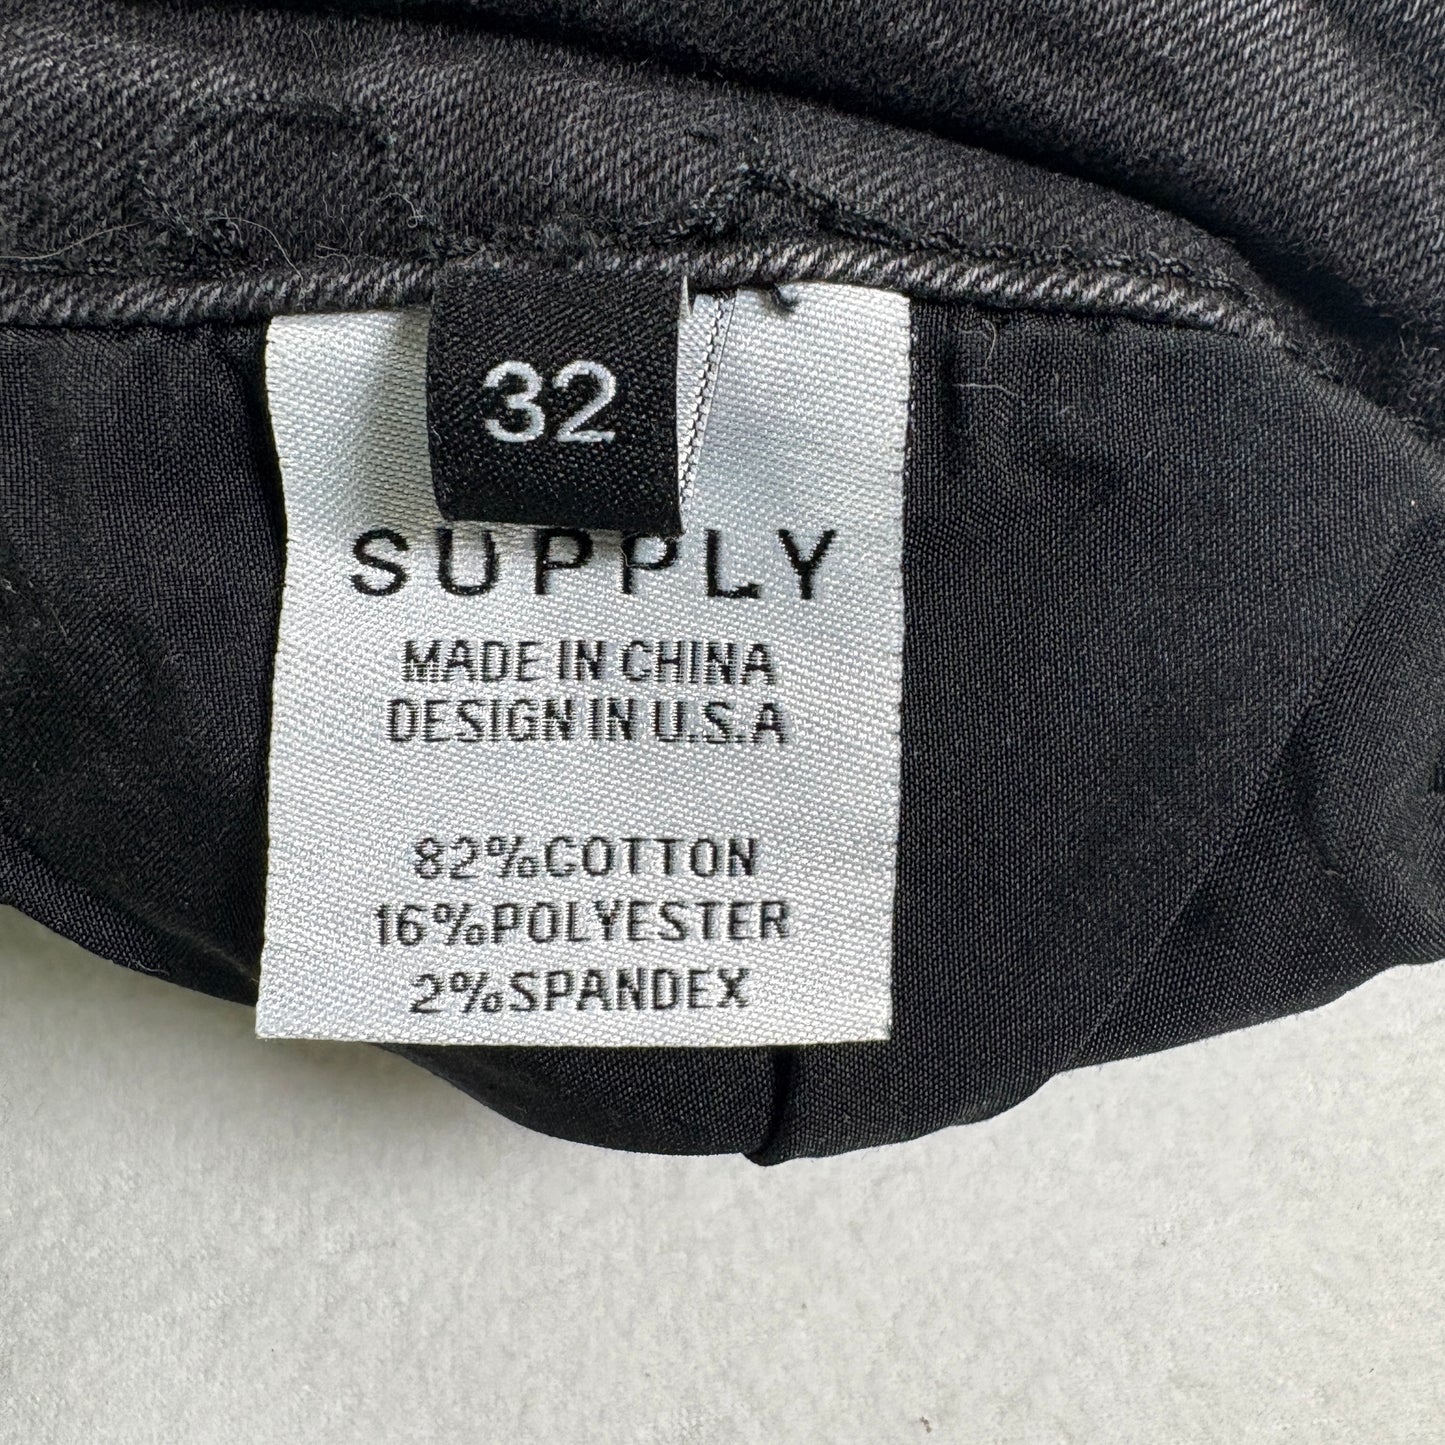 32
SUPPLY
MADE IN CHINA
DESIGN IN U.S.A
82%COTTON
16%POLYESTER
2%SPANDEX